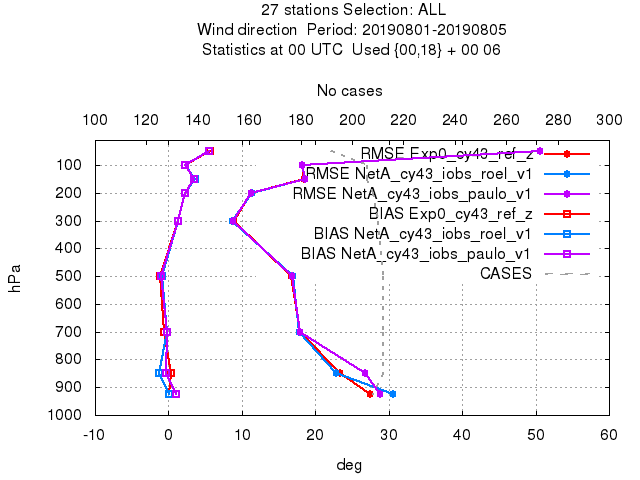 27 stations Selection: ALL
Wind direction  Period: 20190801-20190805
Statistics at 00 UTC  Used {00,18} + 00 06
No cases
100 120 140 160 180 200 220 240 260 280 300
RMSE Exp0_cy43_ref_z
RMSE NetA_cy43_iobs_roel_v1
RMSE NetA_cy43_iobs_paulo_v1
BIAS Exp0_cy43_ref_z
BIAS NetA_cy43_iobs_roel_v1
BIAS NetA_cy43_iobs_paulo_v1
CASES
hPa
100
200
300
400
500
600
700
800
900
1000
-10 0 10 20 30 40 50 60
deg